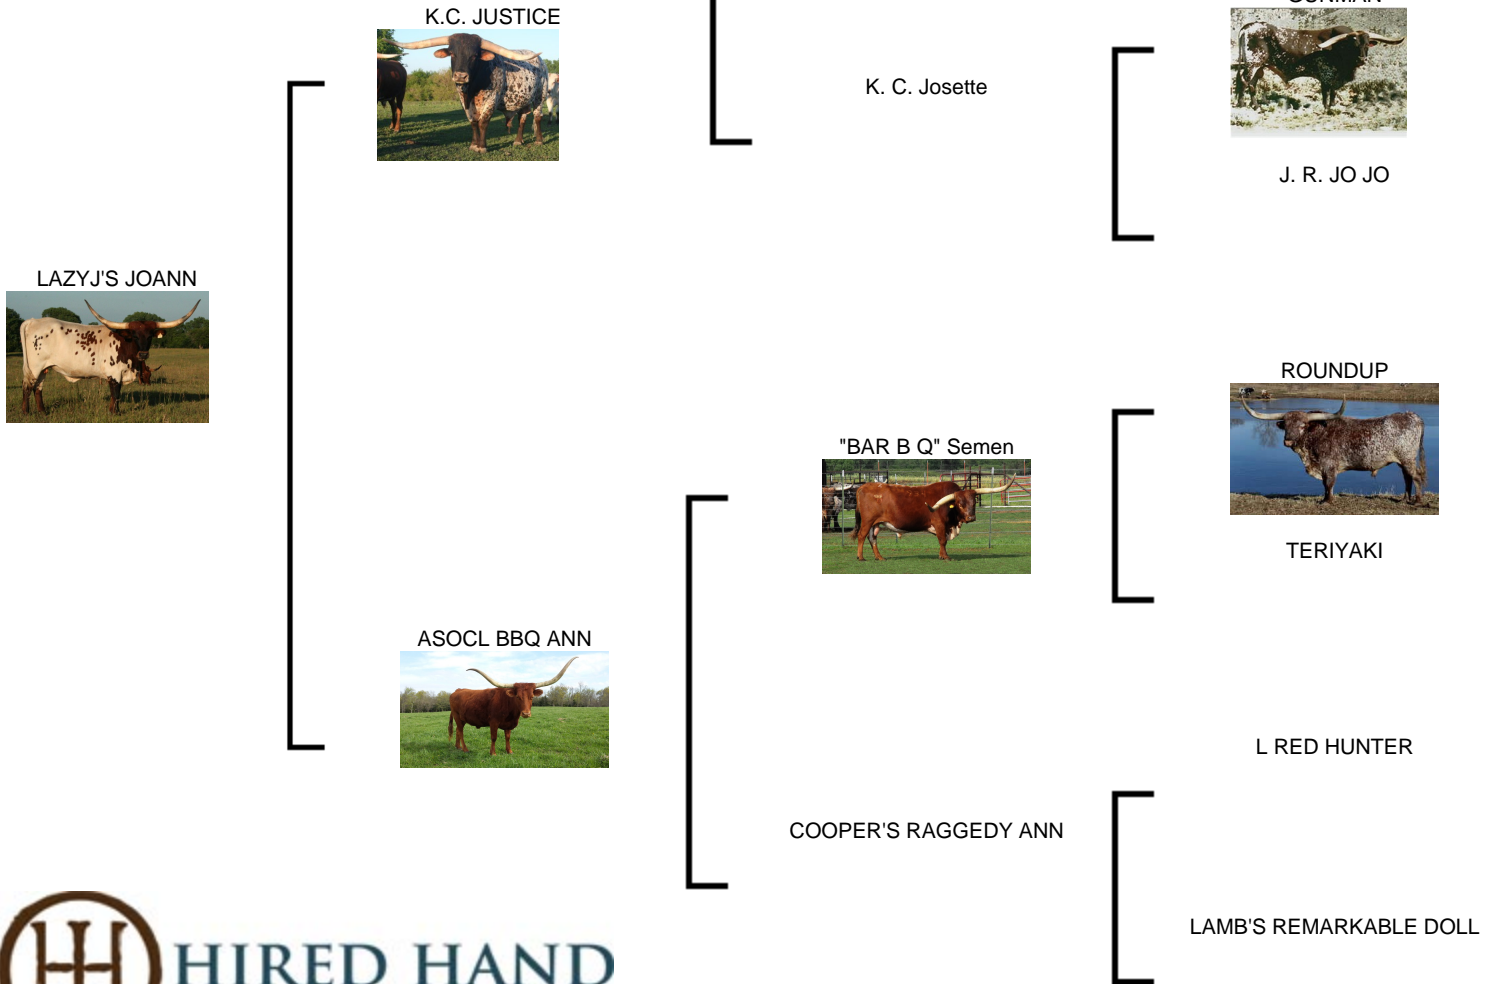 K.C. JUSTICE
K. C. Josette
J. R. JO JO
LAZYJ'S JOANN
ROUNDUP
"BAR B Q" Semen
TERIYAKI
ASOCL BBQ ANN
L RED HUNTER
COOPER'S RAGGEDY ANN
LAMB'S REMARKABLE DOLL
HIRED HAND